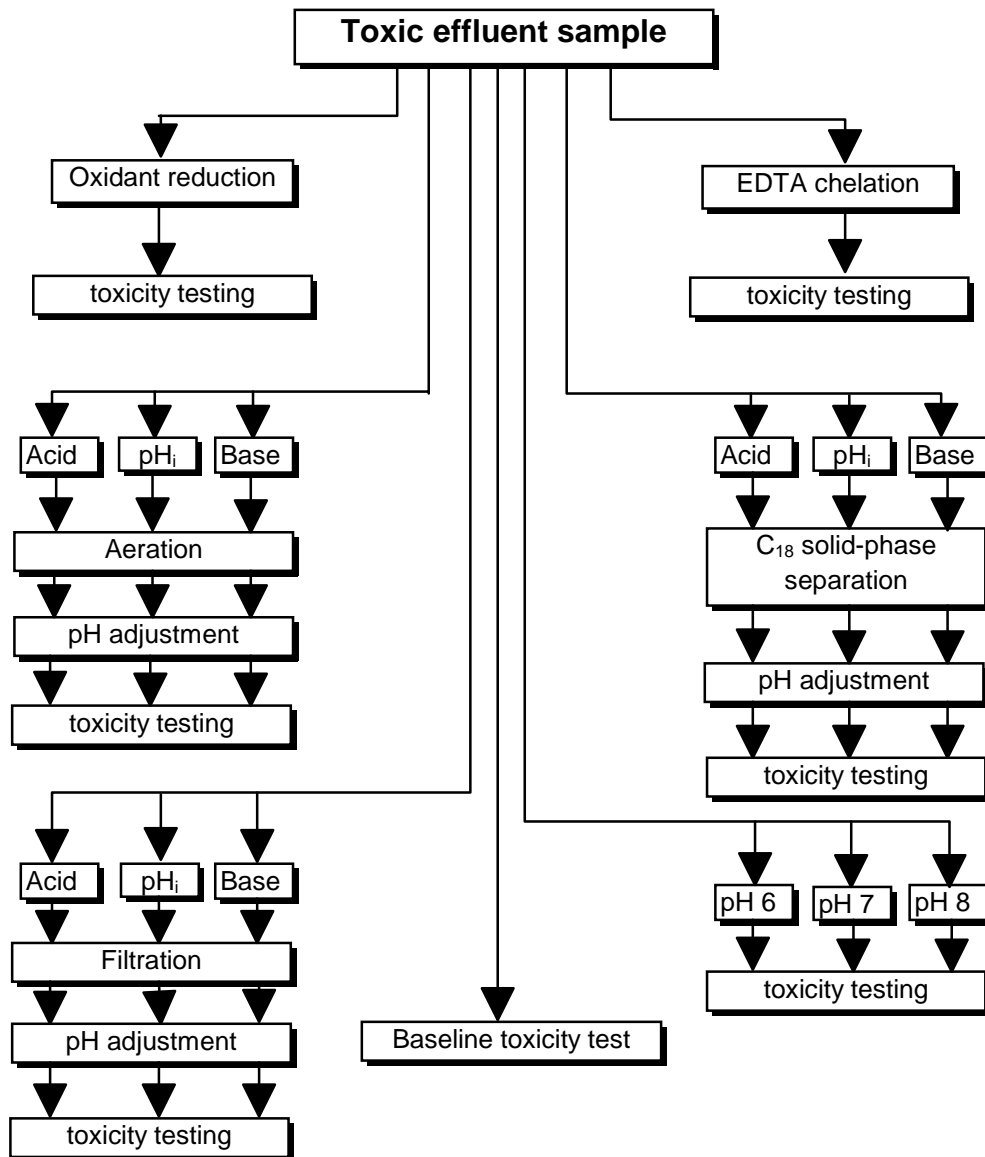 Toxic effluent sample
Oxidant reduction
toxicity testing
EDTA chelation
toxicity testing
Acid
pHi
Base
Aeration
pH adjustment
toxicity testing
Acid
pHi
Base
C18 solid-phase
separation
pH adjustment
toxicity testing
Acid
pHi
Base
Filtration
pH adjustment
toxicity testing
Baseline toxicity test
pH 6
pH 7
pH 8
toxicity testing